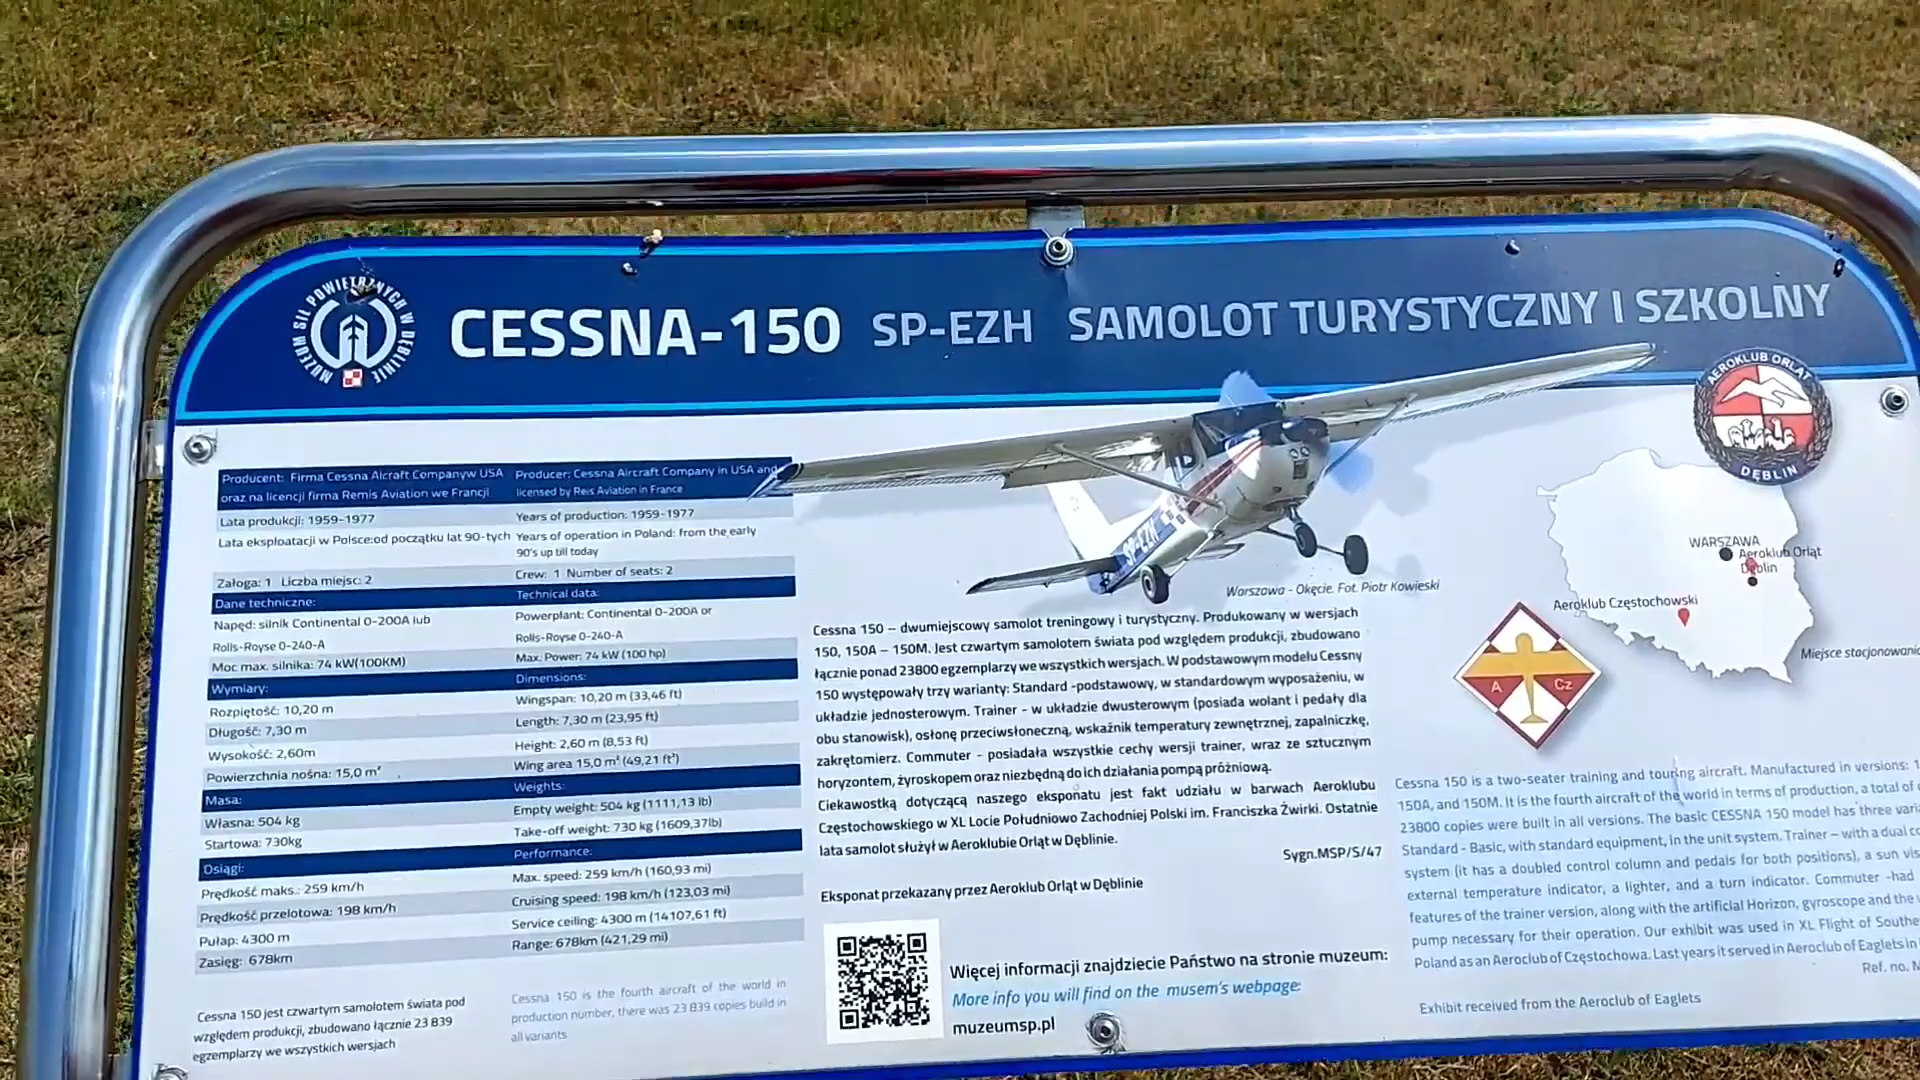 MUZEUM SIŁ POWIETRZNYCH W DĘBLINIE
CESSNA-150 SP-EZH SAMOLOT TURYSTYCZNY I SZKOLNY
AEROKLUB ORLĄT
DĘBLIN
Producent: Firma Cessna Aicraft Companyw USA
oraz na licencji firma Remis Aviation we Francji
Producer: Cessna Aircraft Company in USA and
licensed by Reis Aviation in France
Lata produkcji: 1959-1977
Years of production: 1959-1977
Lata eksploatacji w Polsce:od początku lat 90-tych
Years of operation in Poland: from the early
90's up till today
Załoga: 1 Liczba miejsc: 2
Crew: 1 Number of seats: 2
Dane techniczne:
Technical data:
Napęd: silnik Continental 0-200A lub
Rolls-Royse 0-240-A
Powerplant: Continental 0-200A or
Rolls-Royse 0-240-A
Moc max. silnika: 74 kW(100KM)
Max. Power: 74 kW (100 hp)
Wymiary:
Dimensions:
Rozpiętość: 10,20 m
Wingspan: 10,20 m (33,46 ft)
Długość: 7,30 m
Length: 7,30 m (23,95 ft)
Wysokość: 2,60m
Height: 2,60 m (8,53 ft)
Powierzchnia nośna: 15,0 m²
Wing area 15,0 m² (49,21 ft²)
Masa:
Weights:
Własna: 504 kg
Empty weight: 504 kg (1111,13 lb)
Startowa: 730kg
Take-off weight: 730 kg (1609,37lb)
Osiągi:
Performance:
Prędkość maks.: 259 km/h
Max. speed: 259 km/h (160,93 mi)
Prędkość przelotowa: 198 km/h
Cruising speed: 198 km/h (123,03 mi)
Pułap: 4300 m
Service ceiling: 4300 m (14107,61 ft)
Zasięg: 678km
Range: 678km (421,29 mi)
Cessna 150 jest czwartym samolotem świata pod
względem produkcji, zbudowano łącznie 23 839
egzemplarzy we wszystkich wersjach
Cessna 150 is the fourth aircraft of the world in
production number, there was 23 839 copies build in
all variants
SP-EZH
Warszawa - Okęcie. Fot. Piotr Kowieski
Cessna 150 – dwumiejscowy samolot treningowy i turystyczny. Produkowany w wersjach
150, 150A – 150M. Jest czwartym samolotem świata pod względem produkcji, zbudowano
łącznie ponad 23800 egzemplarzy we wszystkich wersjach. W podstawowym modelu Cessny
150 występowały trzy warianty: Standard -podstawowy, w standardowym wyposażeniu, w
układzie jednosterowym. Trainer - w układzie dwusterowym (posiada wolant i pedały dla
obu stanowisk), osłonę przeciwsłoneczną, wskaźnik temperatury zewnętrznej, zapalniczkę,
zakrętomierz. Commuter - posiadała wszystkie cechy wersji trainer, wraz ze sztucznym
horyzontem, żyroskopem oraz niezbędną do ich działania pompą próżniową.
Ciekawostką dotyczącą naszego eksponatu jest fakt udziału w barwach Aeroklubu
Częstochowskiego w XL Locie Południowo Zachodniej Polski im. Franciszka Żwirki. Ostatnie
lata samolot służył w Aeroklubie Orląt w Dęblinie.
Sygn.MSP/S/47
Eksponat przekazany przez Aeroklub Orląt w Dęblinie
Więcej informacji znajdziecie Państwo na stronie muzeum:
More info you will find on the musem's webpage:
muzeumsp.pl
WARSZAWA
Aeroklub Orląt
Dęblin
Aeroklub Częstochowski
Miejsce stacjonowania
A Cz
Cessna 150 is a two-seater training and touring aircraft. Manufactured in versions:
150A, and 150M. It is the fourth aircraft of the world in terms of production, a total of
23800 copies were built in all versions. The basic CESSNA 150 model has three
Standard - Basic, with standard equipment, in the unit system. Trainer – with a dual
system (it has a doubled control column and pedals for both positions), a sun
external temperature indicator, a lighter, and a turn indicator. Commuter -had
features of the trainer version, along with the artificial Horizon, gyroscope and the
pump necessary for their operation. Our exhibit was used in XL Flight of
Poland as an Aeroclub of Częstochowa. Last years it served in Aeroclub of Eaglets in
Ref. no.
Exhibit received from the Aeroclub of Eaglets